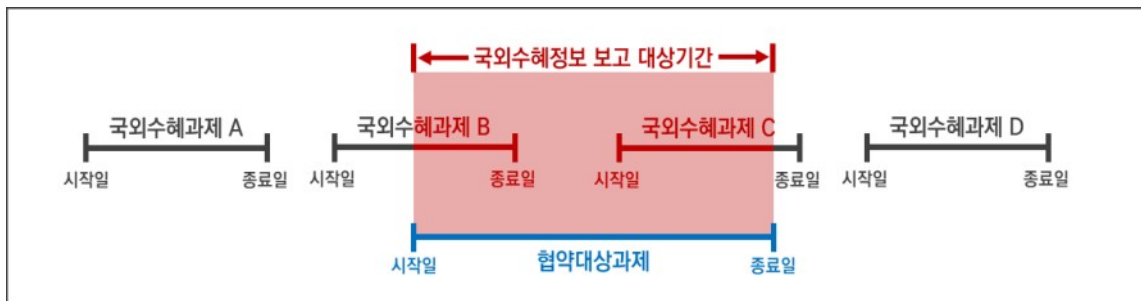 국외수혜정보 보고 대상기간
국외수혜과제 A
국외수혜과제 B
국외수혜과제 C
국외수혜과제 D
시작일
종료일
시작일
종료일
시작일
종료일
시작일
종료일
시작일
협약대상과제
종료일